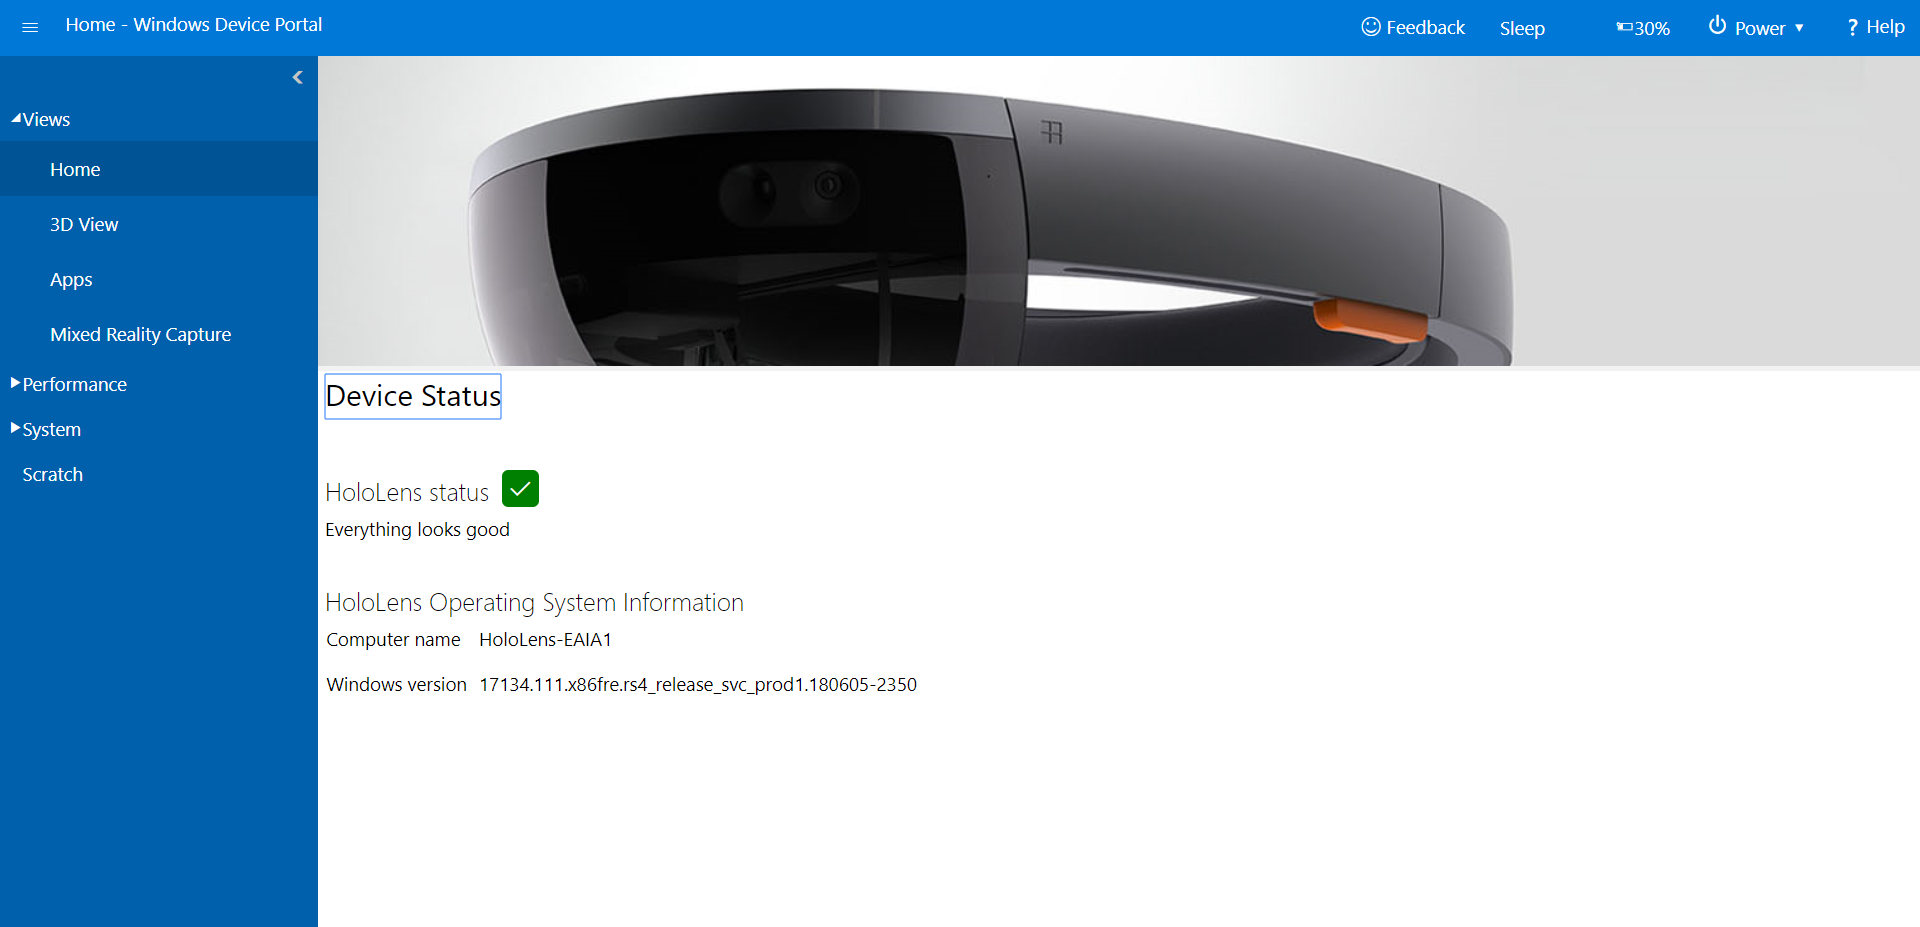 Home - Windows Device Portal
Feedback
Sleep
30%
Power
? Help
Views
Home
3D View
Apps
Mixed Reality Capture
Performance
System
Scratch
Device Status
HoloLens status
Everything looks good
HoloLens Operating System Information
Computer name HoloLens-EAIA1
Windows version 17134.111.x86fre.rs4_release_svc_prod1.180605-2350